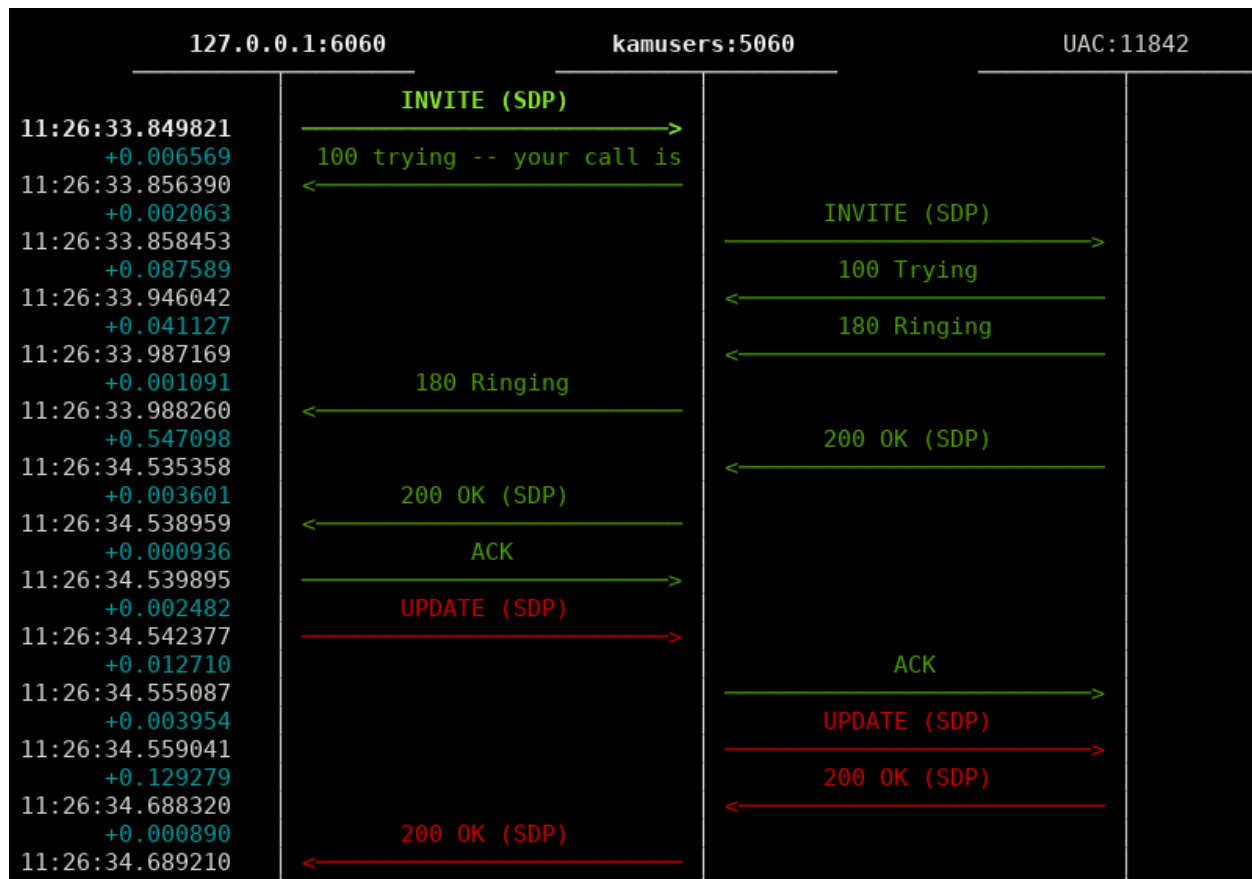 127.0.0.1:6060 kamusers:5060 UAC:11842
INVITE (SDP)
11:26:33.849821
+0.006569 100 trying -- your call is
11:26:33.856390
+0.002063 INVITE (SDP)
11:26:33.858453
+0.087589 100 Trying
11:26:33.946042
+0.041127 180 Ringing
11:26:33.987169
+0.001091 180 Ringing
11:26:33.988260
+0.547098 200 OK (SDP)
11:26:34.535358
+0.003601 200 OK (SDP)
11:26:34.538959
+0.000936 ACK
11:26:34.539895
+0.002482 UPDATE (SDP)
11:26:34.542377
+0.012710 ACK
11:26:34.555087
+0.003954 UPDATE (SDP)
11:26:34.559041
+0.129279 200 OK (SDP)
11:26:34.688320
+0.000890 200 OK (SDP)
11:26:34.689210